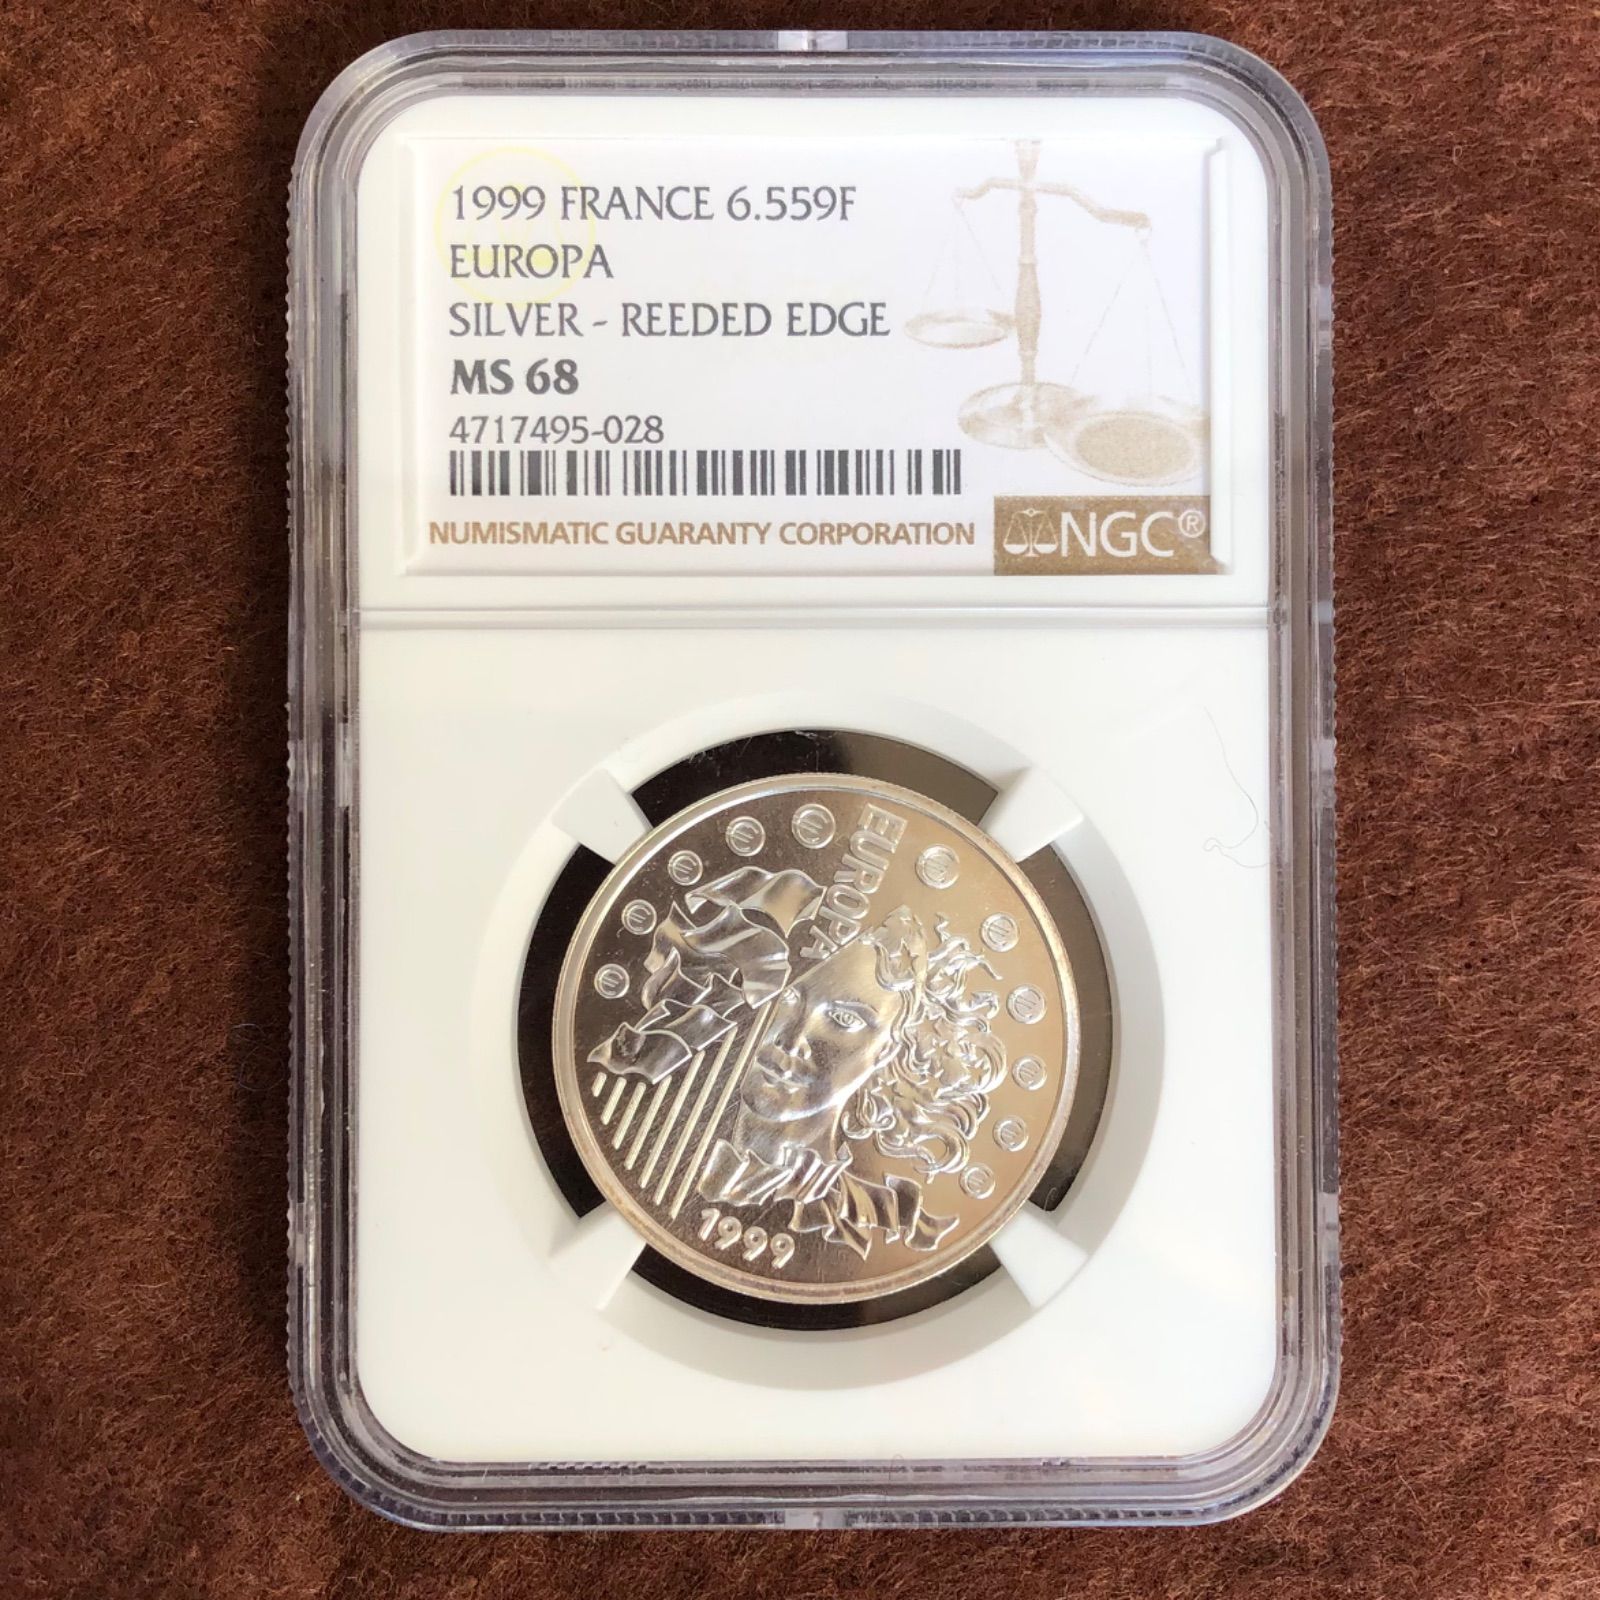 1999 FRANCE 6.559F
EUROPA
SILVER - REEDED EDGE
MS 68
4717495-028
NUMISMATIC GUARANTY CORPORATION
NGC®
EUROPA
1999